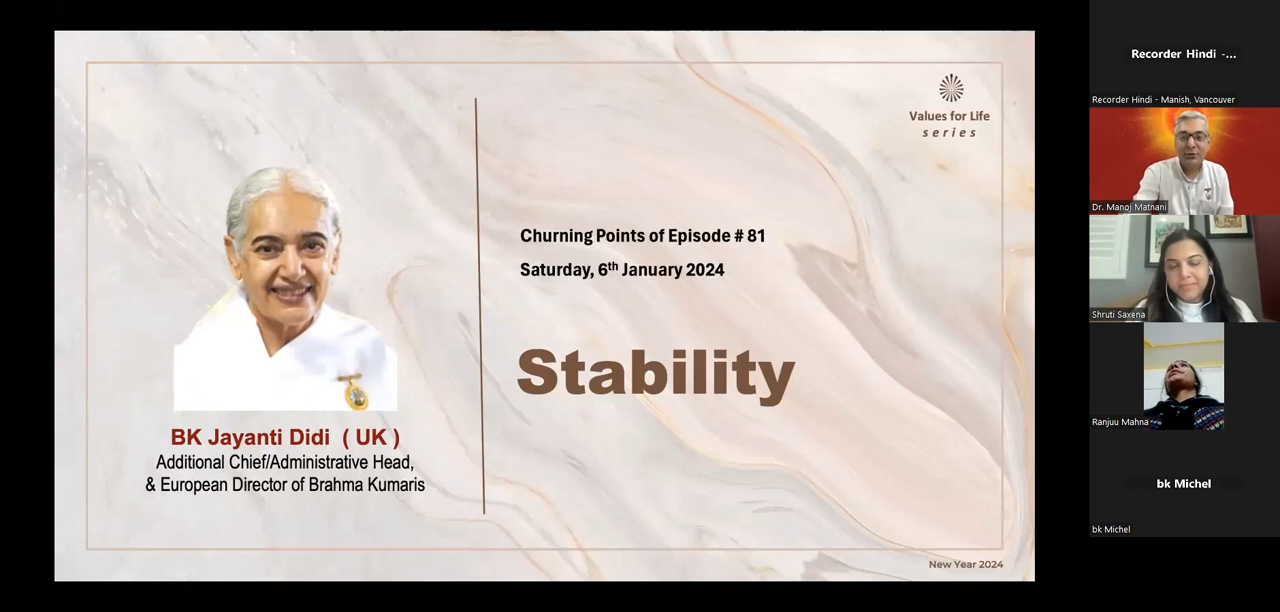 Values for Life
series
Churning Points of Episode # 81
Saturday, 6th January 2024
Stability
BK Jayanti Didi ( UK )
Additional Chief/Administrative Head,
& European Director of Brahma Kumaris
New Year 2024
Recorder Hindi -...
Recorder Hindi - Manish, Vancouver
Dr. Manoj Matnani
Shruti Saxena
Ranjuu Mahna
bk Michel
bk Michel